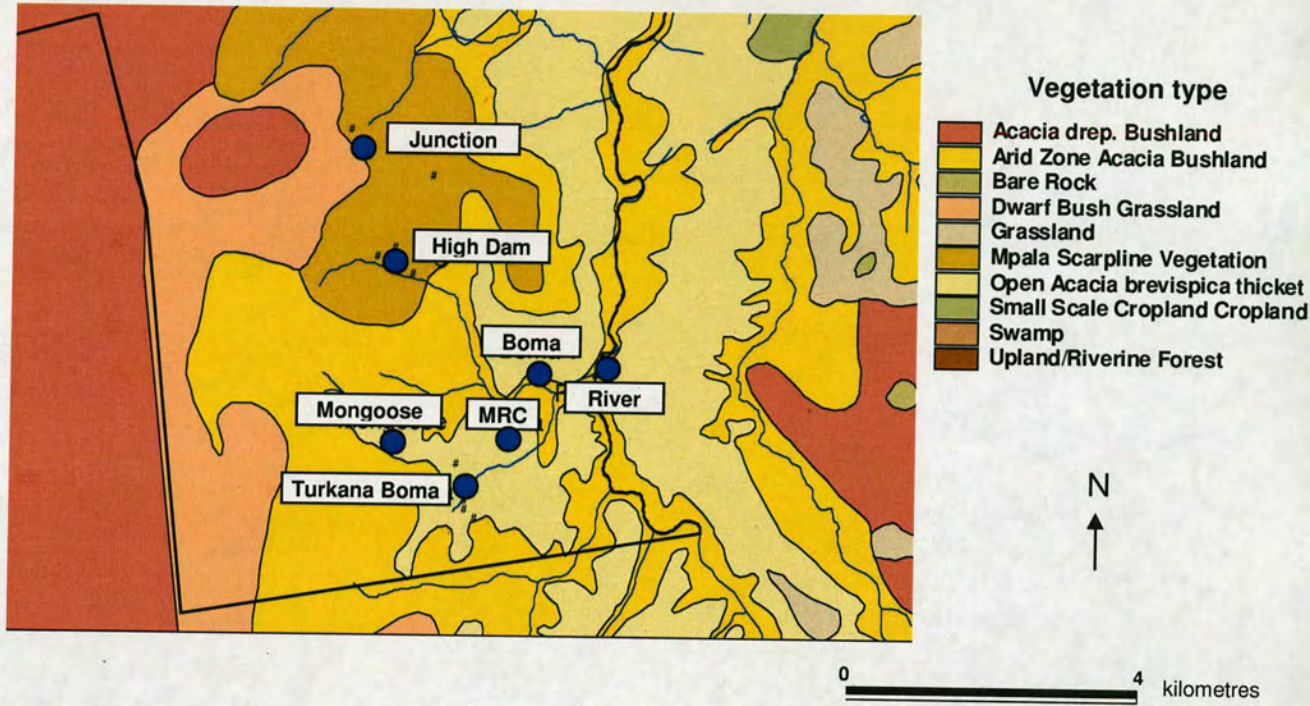 Junction
High Dam
Boma
River
Mongoose
MRC
Turkana Boma
Vegetation type
Acacia drep. Bushland
Arid Zone Acacia Bushland
Bare Rock
Dwarf Bush Grassland
Grassland
Mpala Scarpline Vegetation
Open Acacia brevispica thicket
Small Scale Cropland Cropland
Swamp
Upland/Riverine Forest
N
0 4 kilometres